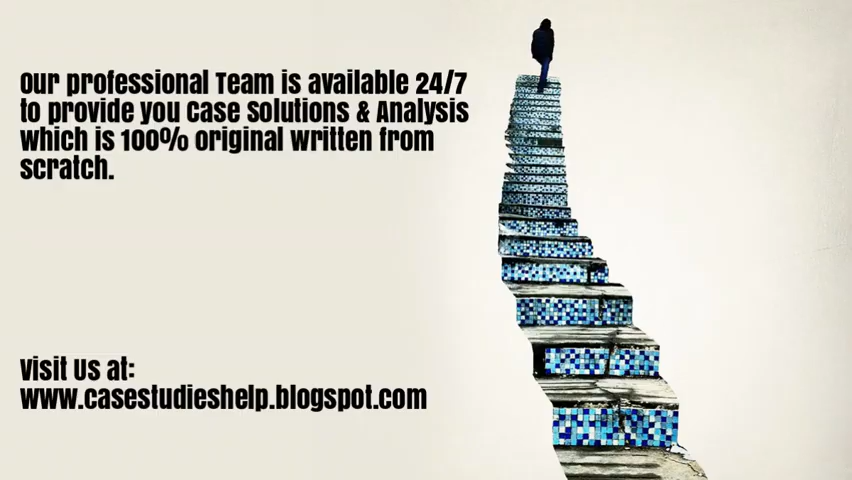 Our professional Team is available 24/7
to provide you Case Solutions & Analysis
which is 100% original written from
scratch.
Visit Us at:
www.casestudieshelp.blogspot.com